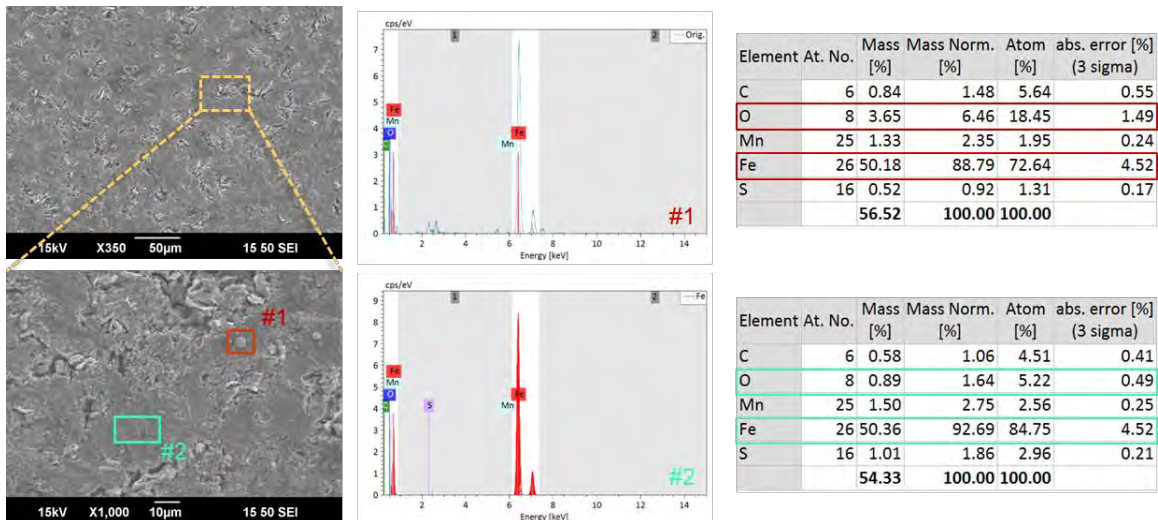 15kV X350 50µm 15 50 SEI
#1
#2
15kV X1,000 10µm 15 50 SEI
cps/eV
1 2 Orig.
7
6
5
4
3
2
1
0
Fe
Mn
O
C
Fe
Mn
#1
2 4 6 8 10 12 14
Energy [keV]
cps/eV
1 2 Fe
9
8
7
6
5
4
3
2
1
0
Fe
Mn
O
C
S
Fe
Mn
#2
2 4 6 8 10 12 14
Energy [keV]
Element At. No. Mass Mass Norm. Atom abs. error [%]
[%] [%] [%] (3 sigma)
C 6 0.84 1.48 5.64 0.55
O 8 3.65 6.46 18.45 1.49
Mn 25 1.33 2.35 1.95 0.24
Fe 26 50.18 88.79 72.64 4.52
S 16 0.52 0.92 1.31 0.17
56.52 100.00 100.00
Element At. No. Mass Mass Norm. Atom abs. error [%]
[%] [%] [%] (3 sigma)
C 6 0.58 1.06 4.51 0.41
O 8 0.89 1.64 5.22 0.49
Mn 25 1.50 2.75 2.56 0.25
Fe 26 50.36 92.69 84.75 4.52
S 16 1.01 1.86 2.96 0.21
54.33 100.00 100.00